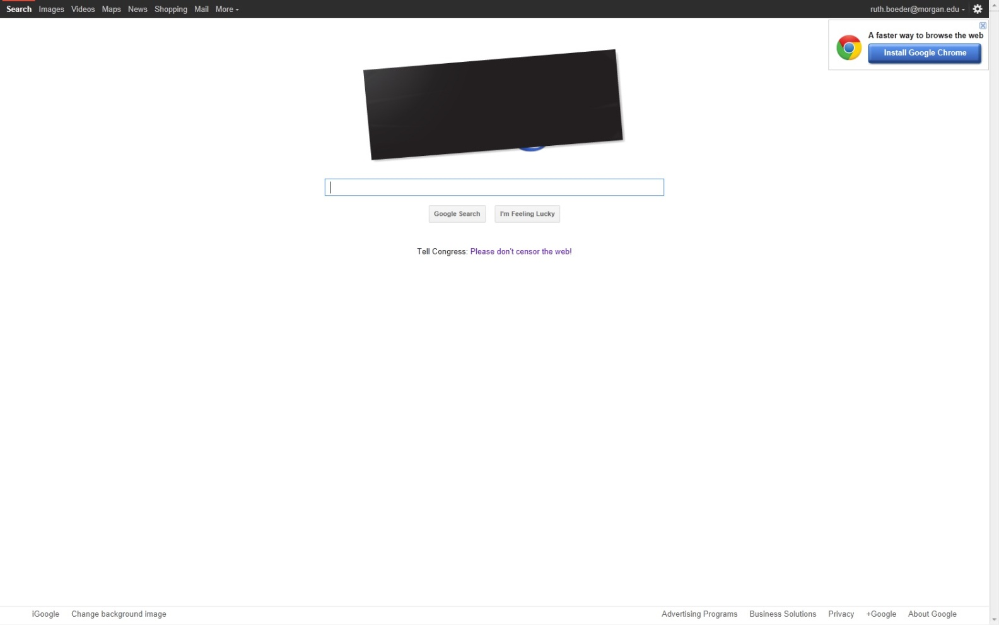 Search Images Videos Maps News Shopping Mail More
ruth.boeder@morgan.edu
A faster way to browse the web
Install Google Chrome
Google Search I'm Feeling Lucky
Tell Congress: Please don't censor the web!
iGoogle Change background image Advertising Programs Business Solutions Privacy +Google About Google